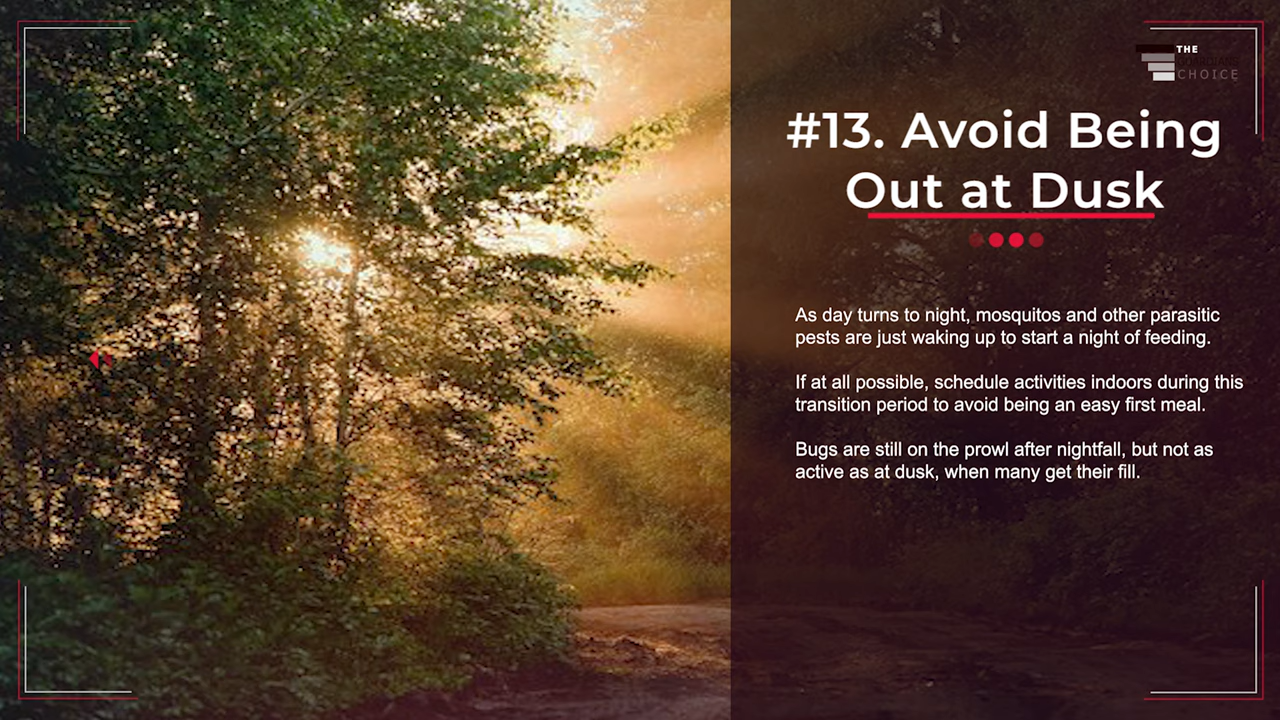 THE
CHOICE
#13. Avoid Being
Out at Dusk
As day turns to night, mosquitos and other parasitic
pests are just waking up to start a night of feeding.
If at all possible, schedule activities indoors during this
transition period to avoid being an easy first meal.
Bugs are still on the prowl after nightfall, but not as
active as at dusk, when many get their fill.